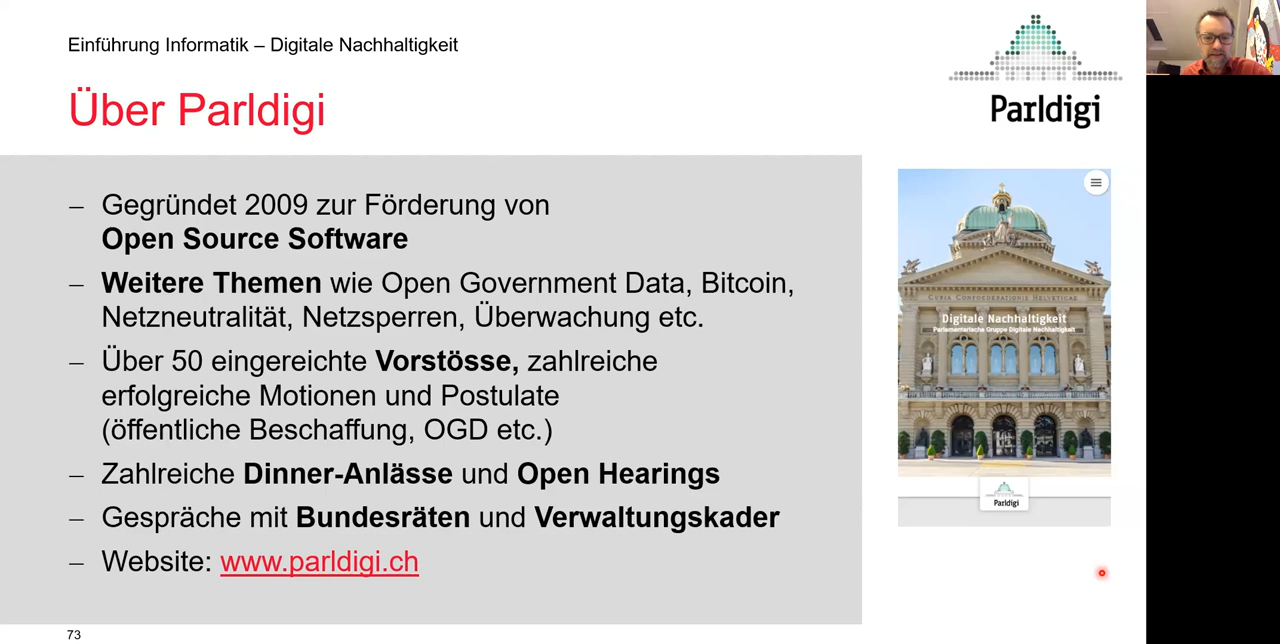 Einführung Informatik – Digitale Nachhaltigkeit
Über Parldigi
Parldigi
– Gegründet 2009 zur Förderung von
Open Source Software
– Weitere Themen wie Open Government Data, Bitcoin,
Netzneutralität, Netzsperren, Überwachung etc.
– Über 50 eingereichte Vorstösse, zahlreiche
erfolgreiche Motionen und Postulate
(öffentliche Beschaffung, OGD etc.)
– Zahlreiche Dinner-Anlässe und Open Hearings
– Gespräche mit Bundesräten und Verwaltungskader
– Website: www.parldigi.ch
CURIA CONFOEDERATIONIS HELVETICAE
Digitale Nachhaltigkeit
Parlamentarische Gruppe Digitale Nachhaltigkeit
Parldigi
73